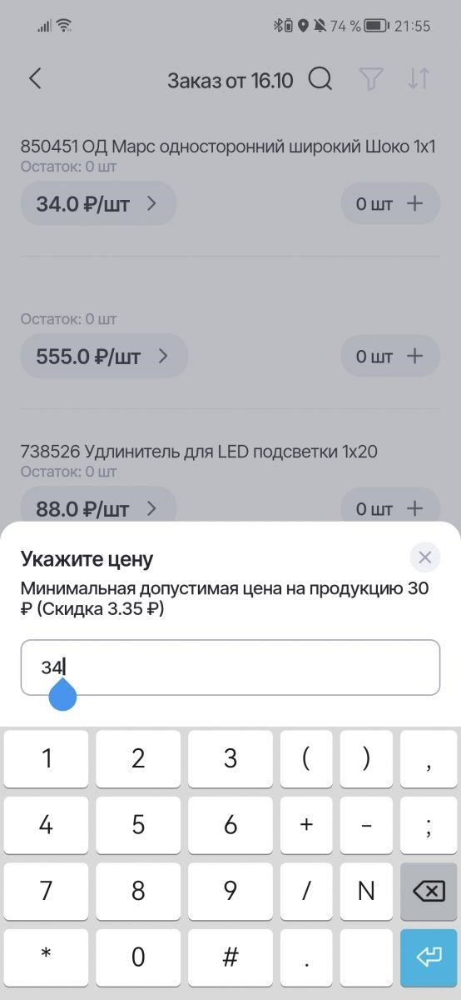 74 % 21:55
Заказ от 16.10
850451 ОД Марс односторонний широкий Шоко 1х1
Остаток: 0 шт
34.0 ₽/шт 0 шт +
Остаток: 0 шт
555.0 ₽/шт 0 шт +
738526 Удлинитель для LED подсветки 1х20
Остаток: 0 шт
88.0 ₽/шт 0 шт +
Укажите цену
Минимальная допустимая цена на продукцию 30
₽ (Скидка 3.35 ₽)
34
1 2 3 ( ) ,
4 5 6 + - ;
7 8 9 / N
* 0 # .